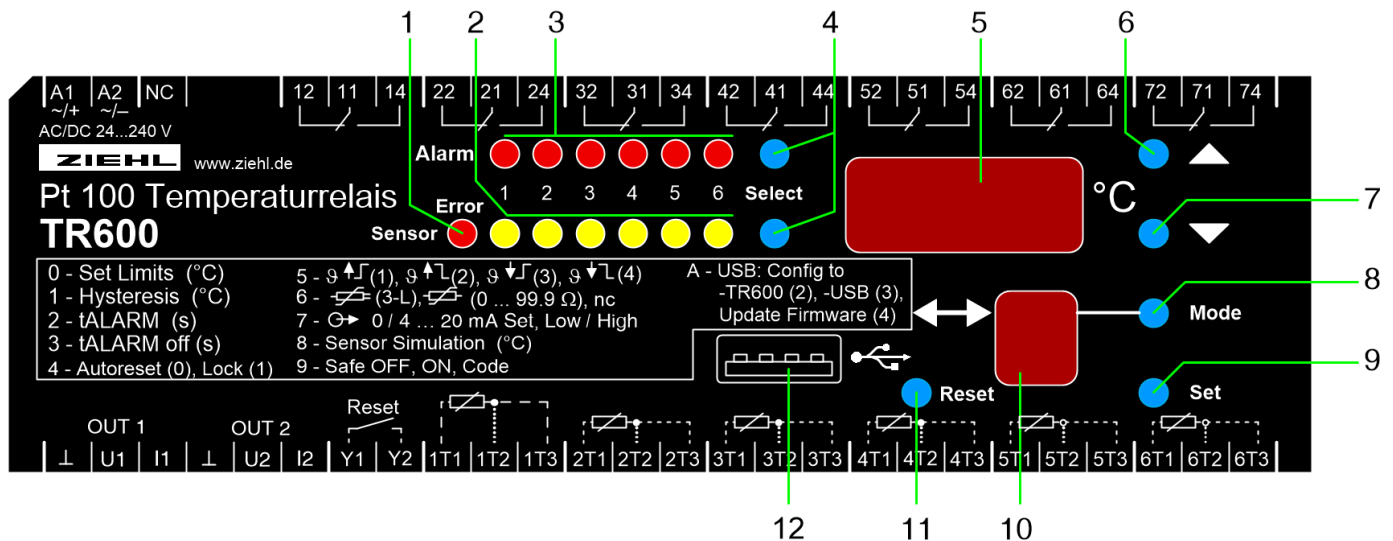 1 2 3 4 5 6
A1 A2 NC 12 11 14 22 21 24 32 31 34 42 41 44 52 51 54 62 61 64 72 71 74
~/+ ~/–
AC/DC 24...240 V
ZIEHL www.ziehl.de
Alarm
Pt 100 Temperaturrelais
1 2 3 4 5 6 Select
°C
Error
TR600
Sensor
7
0 - Set Limits (°C)
1 - Hysteresis (°C)
2 - tALARM (s)
3 - tALARM off (s)
4 - Autoreset (0), Lock (1)
5 - ϑ (1), ϑ (2), ϑ (3), ϑ (4)
6 - (3-L), (0 ... 99.9 Ω), nc
7 - 0 / 4 ... 20 mA Set, Low / High
8 - Sensor Simulation (°C)
9 - Safe OFF, ON, Code
A - USB: Config to
-TR600 (2), -USB (3),
Update Firmware (4)
8
Mode
9
Reset
Set
Reset
OUT 1 OUT 2
⊥ U1 I1 ⊥ U2 I2 Y1 Y2 1T1 1T2 1T3 2T1 2T2 2T3 3T1 3T2 3T3 4T1 4T2 4T3 5T1 5T2 5T3 6T1 6T2 6T3
12 11 10